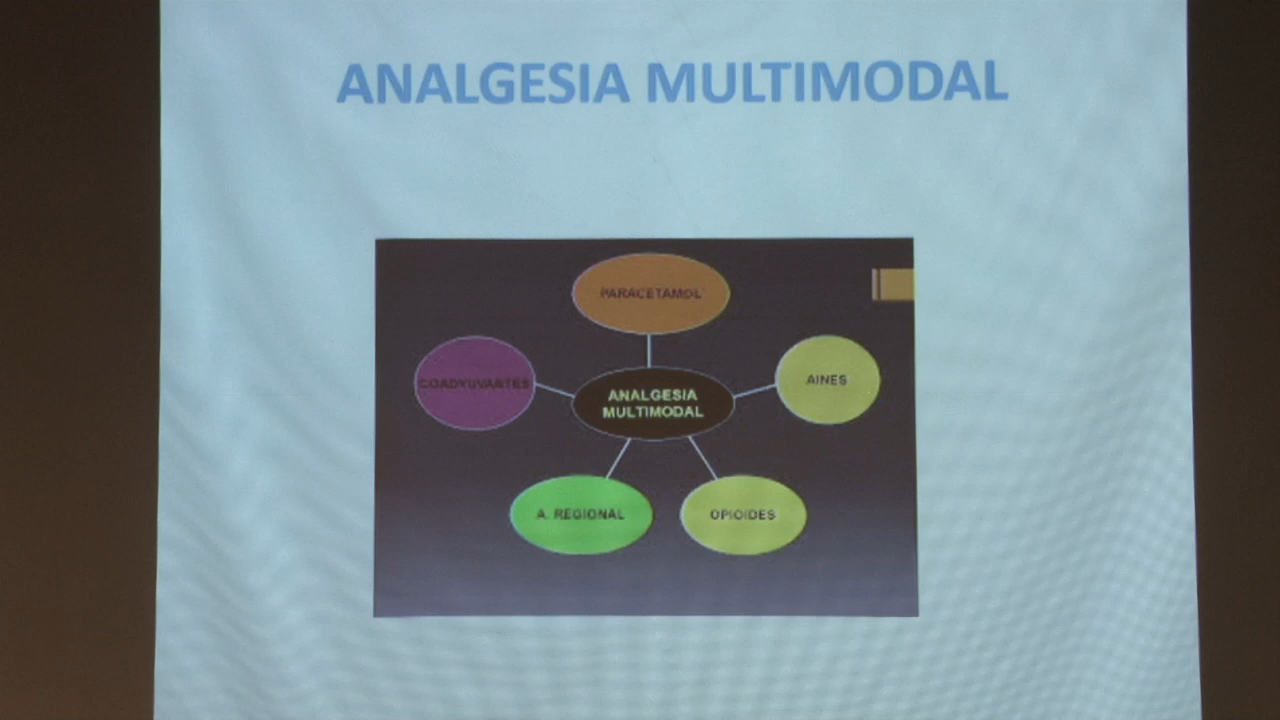 ANALGESIA MULTIMODAL
PARACETAMOL
COADYUVANTES
AINES
ANALGESIA
MULTIMODAL
A. REGIONAL
OPIOIDES